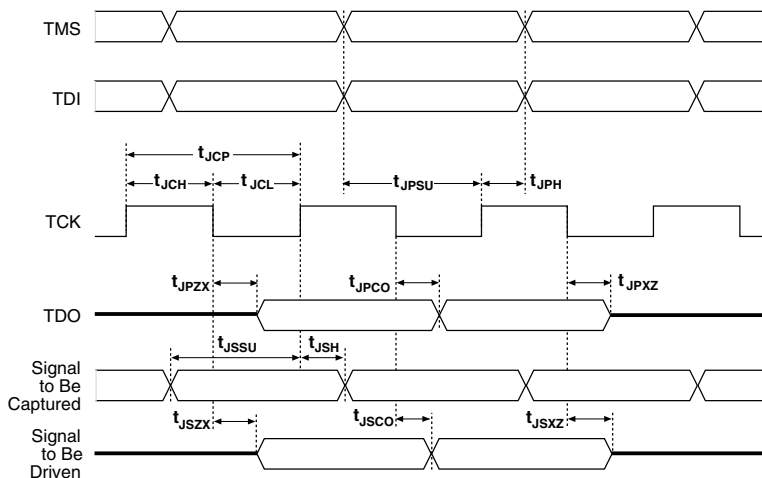 TMS
TDI
tJCP
tJCH tJCL tJPSU tJPH
TCK
tJPZX tJPCO tJPXZ
TDO
tJSSU tJSH
Signal
to Be
Captured
tJSZX tJSCO tJSXZ
Signal
to Be
Driven